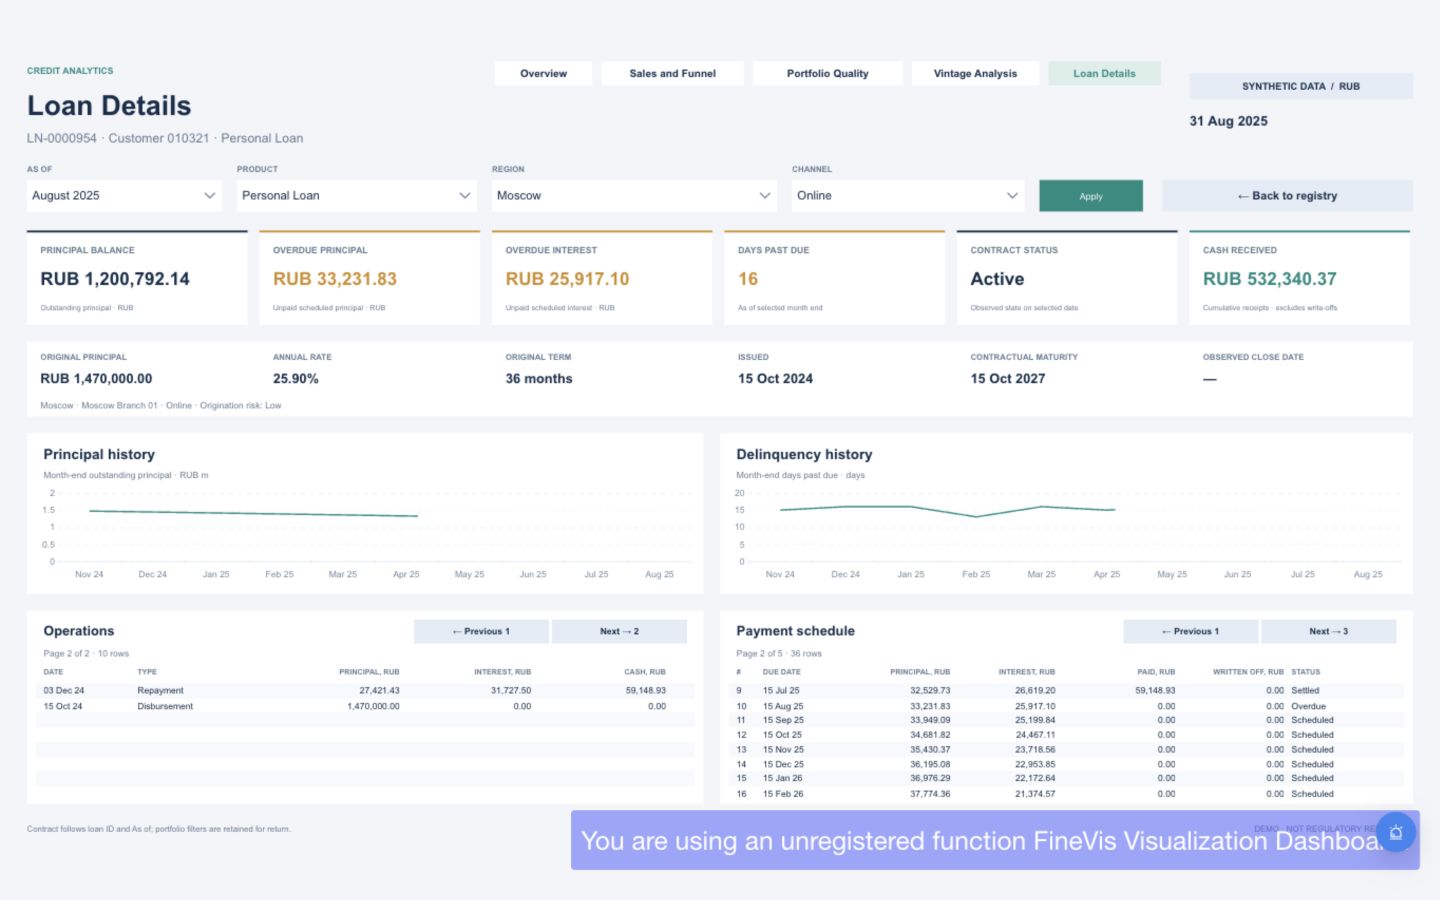 CREDIT ANALYTICS
Overview Sales and Funnel Portfolio Quality Vintage Analysis Loan Details
SYNTHETIC DATA / RUB
Loan Details
31 Aug 2025
LN-0000954 · Customer 010321 · Personal Loan
AS OF PRODUCT REGION CHANNEL
August 2025 Personal Loan Moscow Online Apply ← Back to registry
PRINCIPAL BALANCE OVERDUE PRINCIPAL OVERDUE INTEREST DAYS PAST DUE CONTRACT STATUS CASH RECEIVED
RUB 1,200,792.14 RUB 33,231.83 RUB 25,917.10 16 Active RUB 532,340.37
Outstanding principal · RUB Unpaid scheduled principal · RUB Unpaid scheduled interest · RUB As of selected month end Observed state on selected date Cumulative receipts · excludes write-offs
ORIGINAL PRINCIPAL ANNUAL RATE ORIGINAL TERM ISSUED CONTRACTUAL MATURITY OBSERVED CLOSE DATE
RUB 1,470,000.00 25.90% 36 months 15 Oct 2024 15 Oct 2027 —
Moscow · Moscow Branch 01 · Online · Origination risk: Low
Principal history
Month-end outstanding principal · RUB m
2
1.5
1
0.5
0
Nov 24 Dec 24 Jan 25 Feb 25 Mar 25 Apr 25 May 25 Jun 25 Jul 25 Aug 25
Delinquency history
Month-end days past due · days
20
15
10
5
0
Nov 24 Dec 24 Jan 25 Feb 25 Mar 25 Apr 25 May 25 Jun 25 Jul 25 Aug 25
Operations ← Previous 1 Next → 2
Page 2 of 2 · 10 rows
DATE TYPE PRINCIPAL, RUB INTEREST, RUB CASH, RUB
03 Dec 24 Repayment 27,421.43 31,727.50 59,148.93
15 Oct 24 Disbursement 1,470,000.00 0.00 0.00
Payment schedule ← Previous 1 Next → 3
Page 2 of 5 · 36 rows
# DUE DATE PRINCIPAL, RUB INTEREST, RUB PAID, RUB WRITTEN OFF, RUB STATUS
9 15 Jul 25 32,529.73 26,619.20 59,148.93 0.00 Settled
10 15 Aug 25 33,231.83 25,917.10 0.00 0.00 Overdue
11 15 Sep 25 33,949.09 25,199.84 0.00 0.00 Scheduled
12 15 Oct 25 34,681.82 24,467.11 0.00 0.00 Scheduled
13 15 Nov 25 35,430.37 23,718.56 0.00 0.00 Scheduled
14 15 Dec 25 36,195.08 22,953.85 0.00 0.00 Scheduled
15 15 Jan 26 36,976.29 22,172.64 0.00 0.00 Scheduled
16 15 Feb 26 37,774.36 21,374.57 0.00 0.00 Scheduled
Contract follows loan ID and As of; portfolio filters are retained for return.
DEMO · NOT REGULATORY
You are using an unregistered function FineVis Visualization